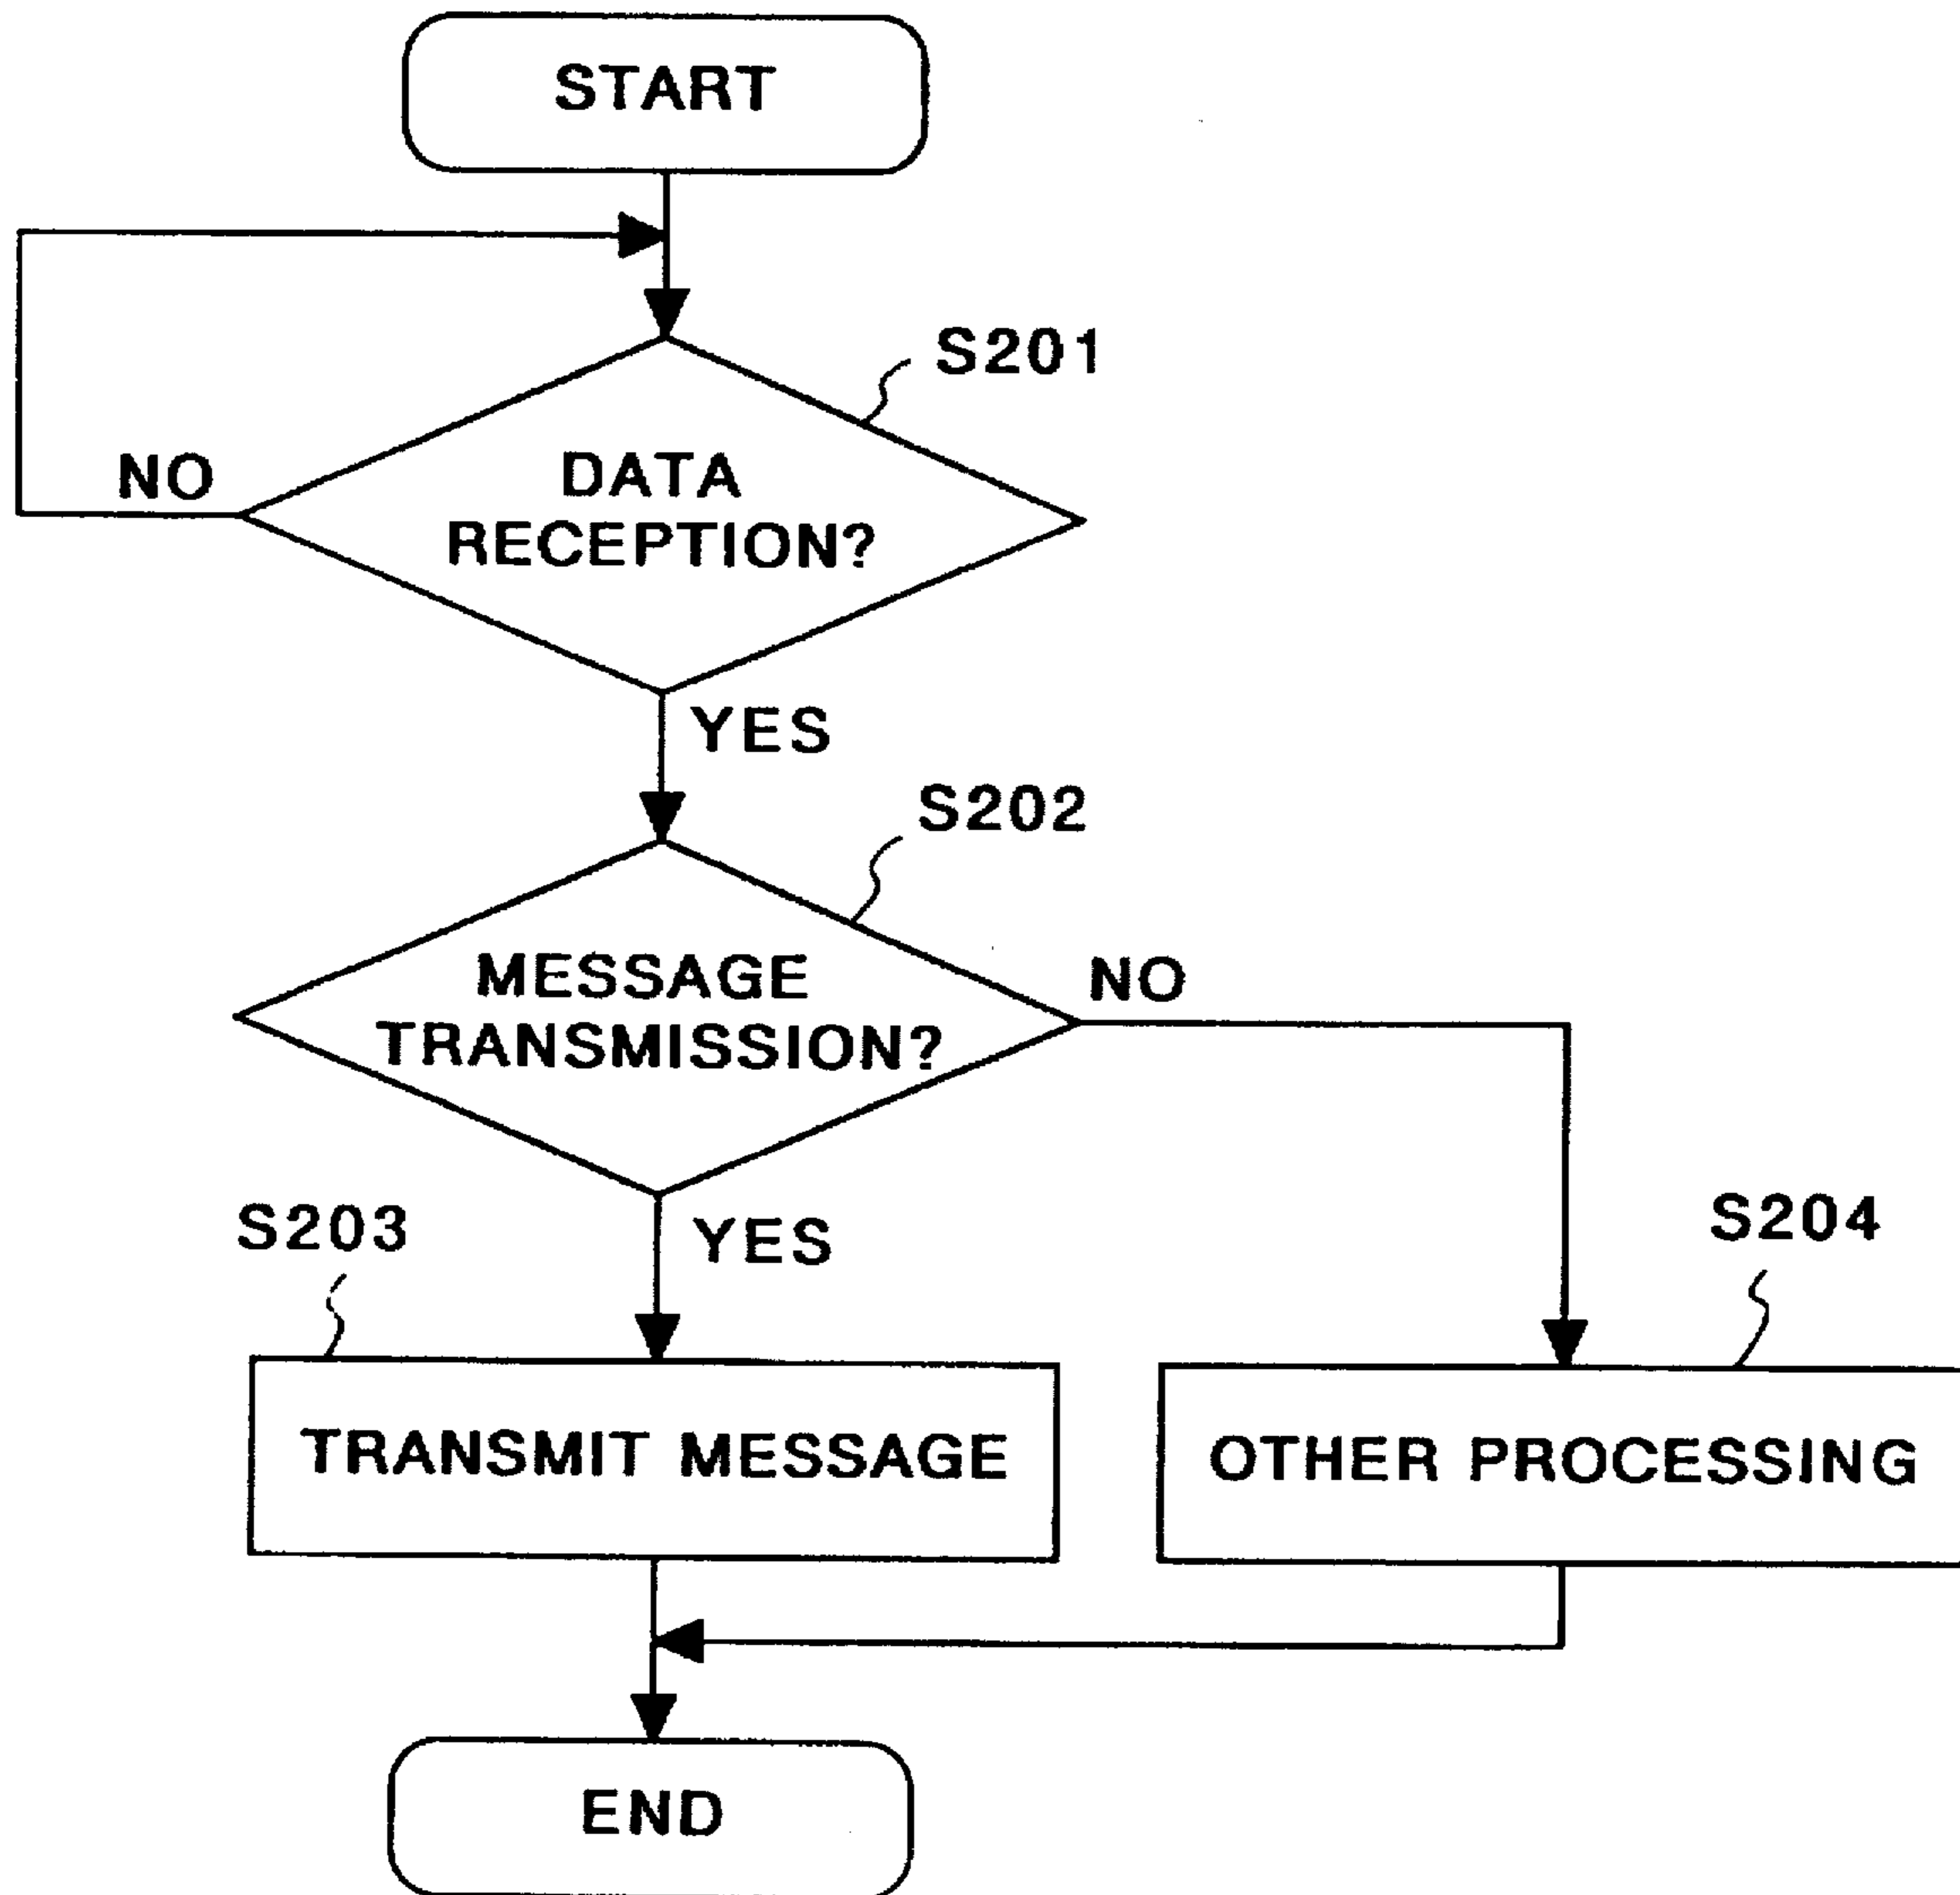 START
S201
NO
DATA
RECEPTION?
YES
S202
MESSAGE
TRANSMISSION?
NO
S203
YES
S204
TRANSMIT MESSAGE
OTHER PROCESSING
END